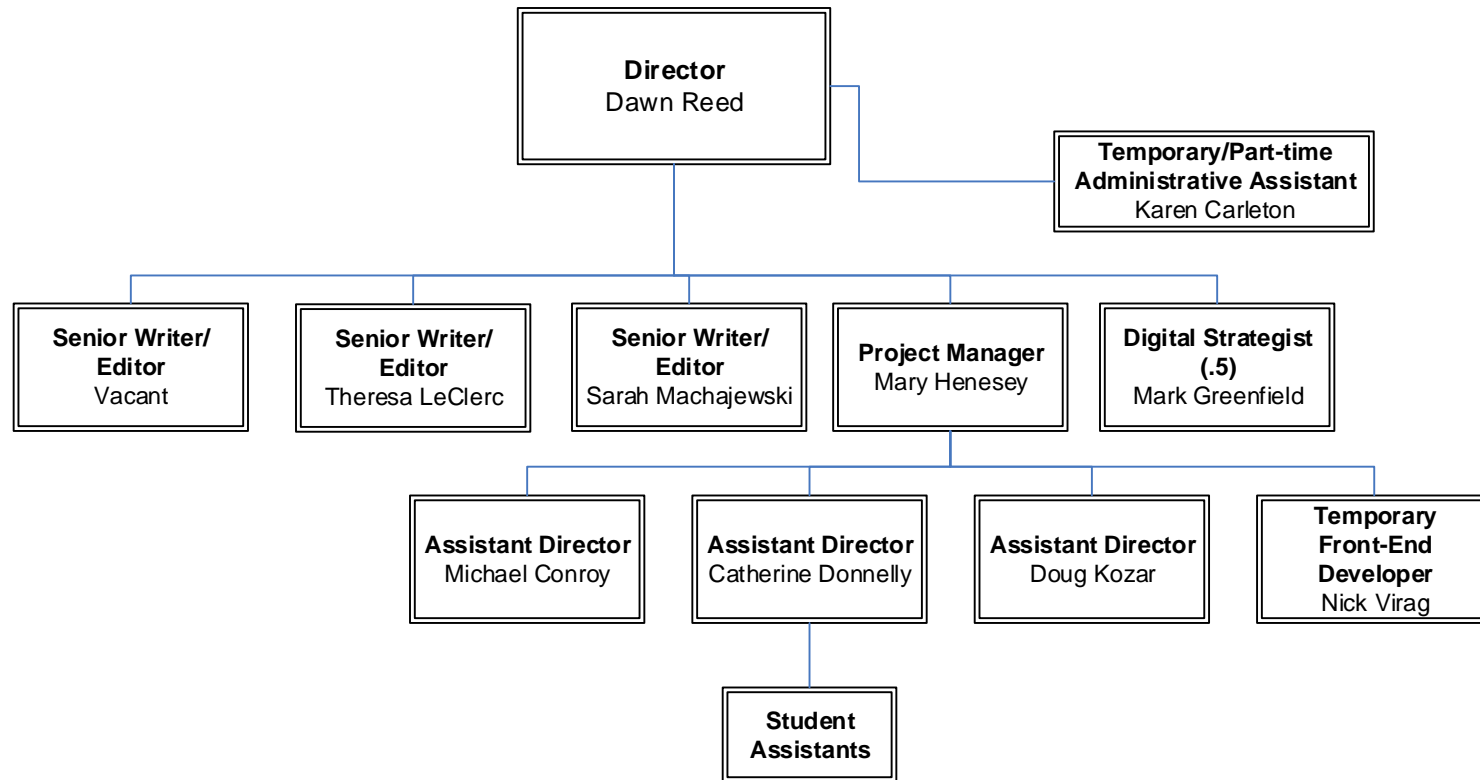 Director
Dawn Reed
Temporary/Part-time
Administrative Assistant
Karen Carleton
Senior Writer/
Editor
Vacant
Senior Writer/
Editor
Theresa LeClerc
Senior Writer/
Editor
Sarah Machajewski
Project Manager
Mary Henesey
Digital Strategist
(.5)
Mark Greenfield
Assistant Director
Michael Conroy
Assistant Director
Catherine Donnelly
Assistant Director
Doug Kozar
Temporary
Front-End
Developer
Nick Virag
Student
Assistants